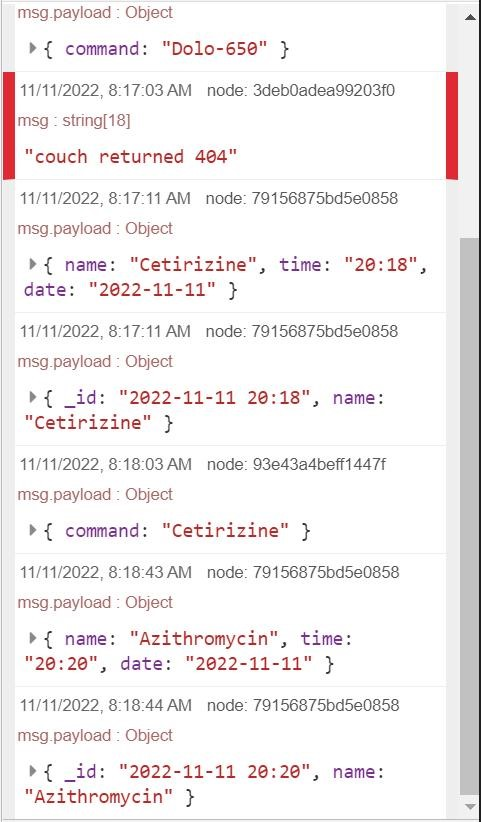 msg.payload : Object
{ command: "Dolo-650" }
11/11/2022, 8:17:03 AM node: 3deb0adea99203f0
msg : string[18]
"couch returned 404"
11/11/2022, 8:17:11 AM node: 79156875bd5e0858
msg.payload : Object
{ name: "Cetirizine", time: "20:18",
date: "2022-11-11" }
11/11/2022, 8:17:11 AM node: 79156875bd5e0858
msg.payload : Object
{ _id: "2022-11-11 20:18", name:
"Cetirizine" }
11/11/2022, 8:18:03 AM node: 93e43a4beff1447f
msg.payload : Object
{ command: "Cetirizine" }
11/11/2022, 8:18:43 AM node: 79156875bd5e0858
msg.payload : Object
{ name: "Azithromycin", time:
"20:20", date: "2022-11-11" }
11/11/2022, 8:18:44 AM node: 79156875bd5e0858
msg.payload : Object
{ _id: "2022-11-11 20:20", name:
"Azithromycin" }